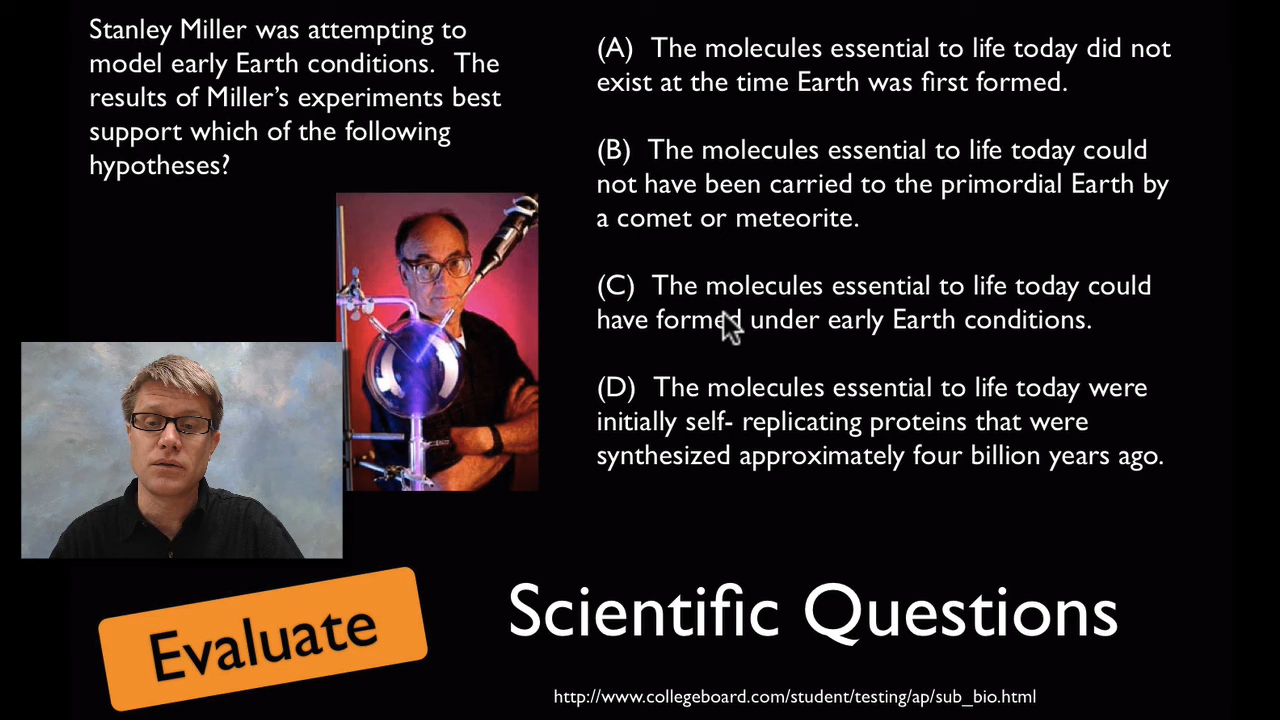 Stanley Miller was attempting to
model early Earth conditions. The
results of Miller's experiments best
support which of the following
hypotheses?
(A) The molecules essential to life today did not
exist at the time Earth was first formed.
(B) The molecules essential to life today could
not have been carried to the primordial Earth by
a comet or meteorite.
(C) The molecules essential to life today could
have formed under early Earth conditions.
(D) The molecules essential to life today were
initially self- replicating proteins that were
synthesized approximately four billion years ago.
Evaluate
Scientific Questions
http://www.collegeboard.com/student/testing/ap/sub_bio.html